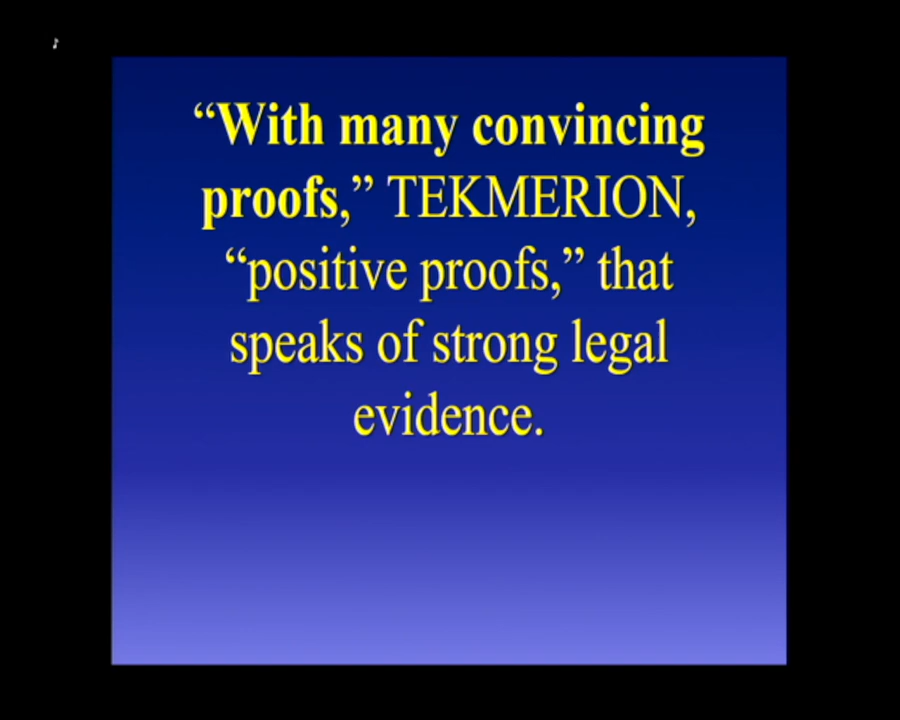 “With many convincing
proofs,” TEKMERION,
“positive proofs,” that
speaks of strong legal
evidence.